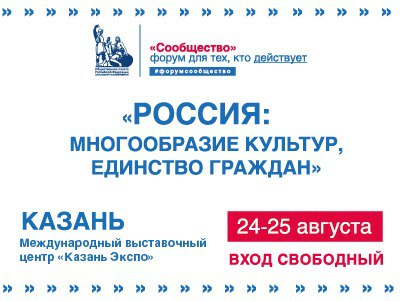 «Сообщество»
форум для тех, кто действует
#форумсообщество
«РОССИЯ:
МНОГООБРАЗИЕ КУЛЬТУР,
ЕДИНСТВО ГРАЖДАН»
КАЗАНЬ
Международный выставочный
центр «Казань Экспо»
24-25 августа
ВХОД СВОБОДНЫЙ